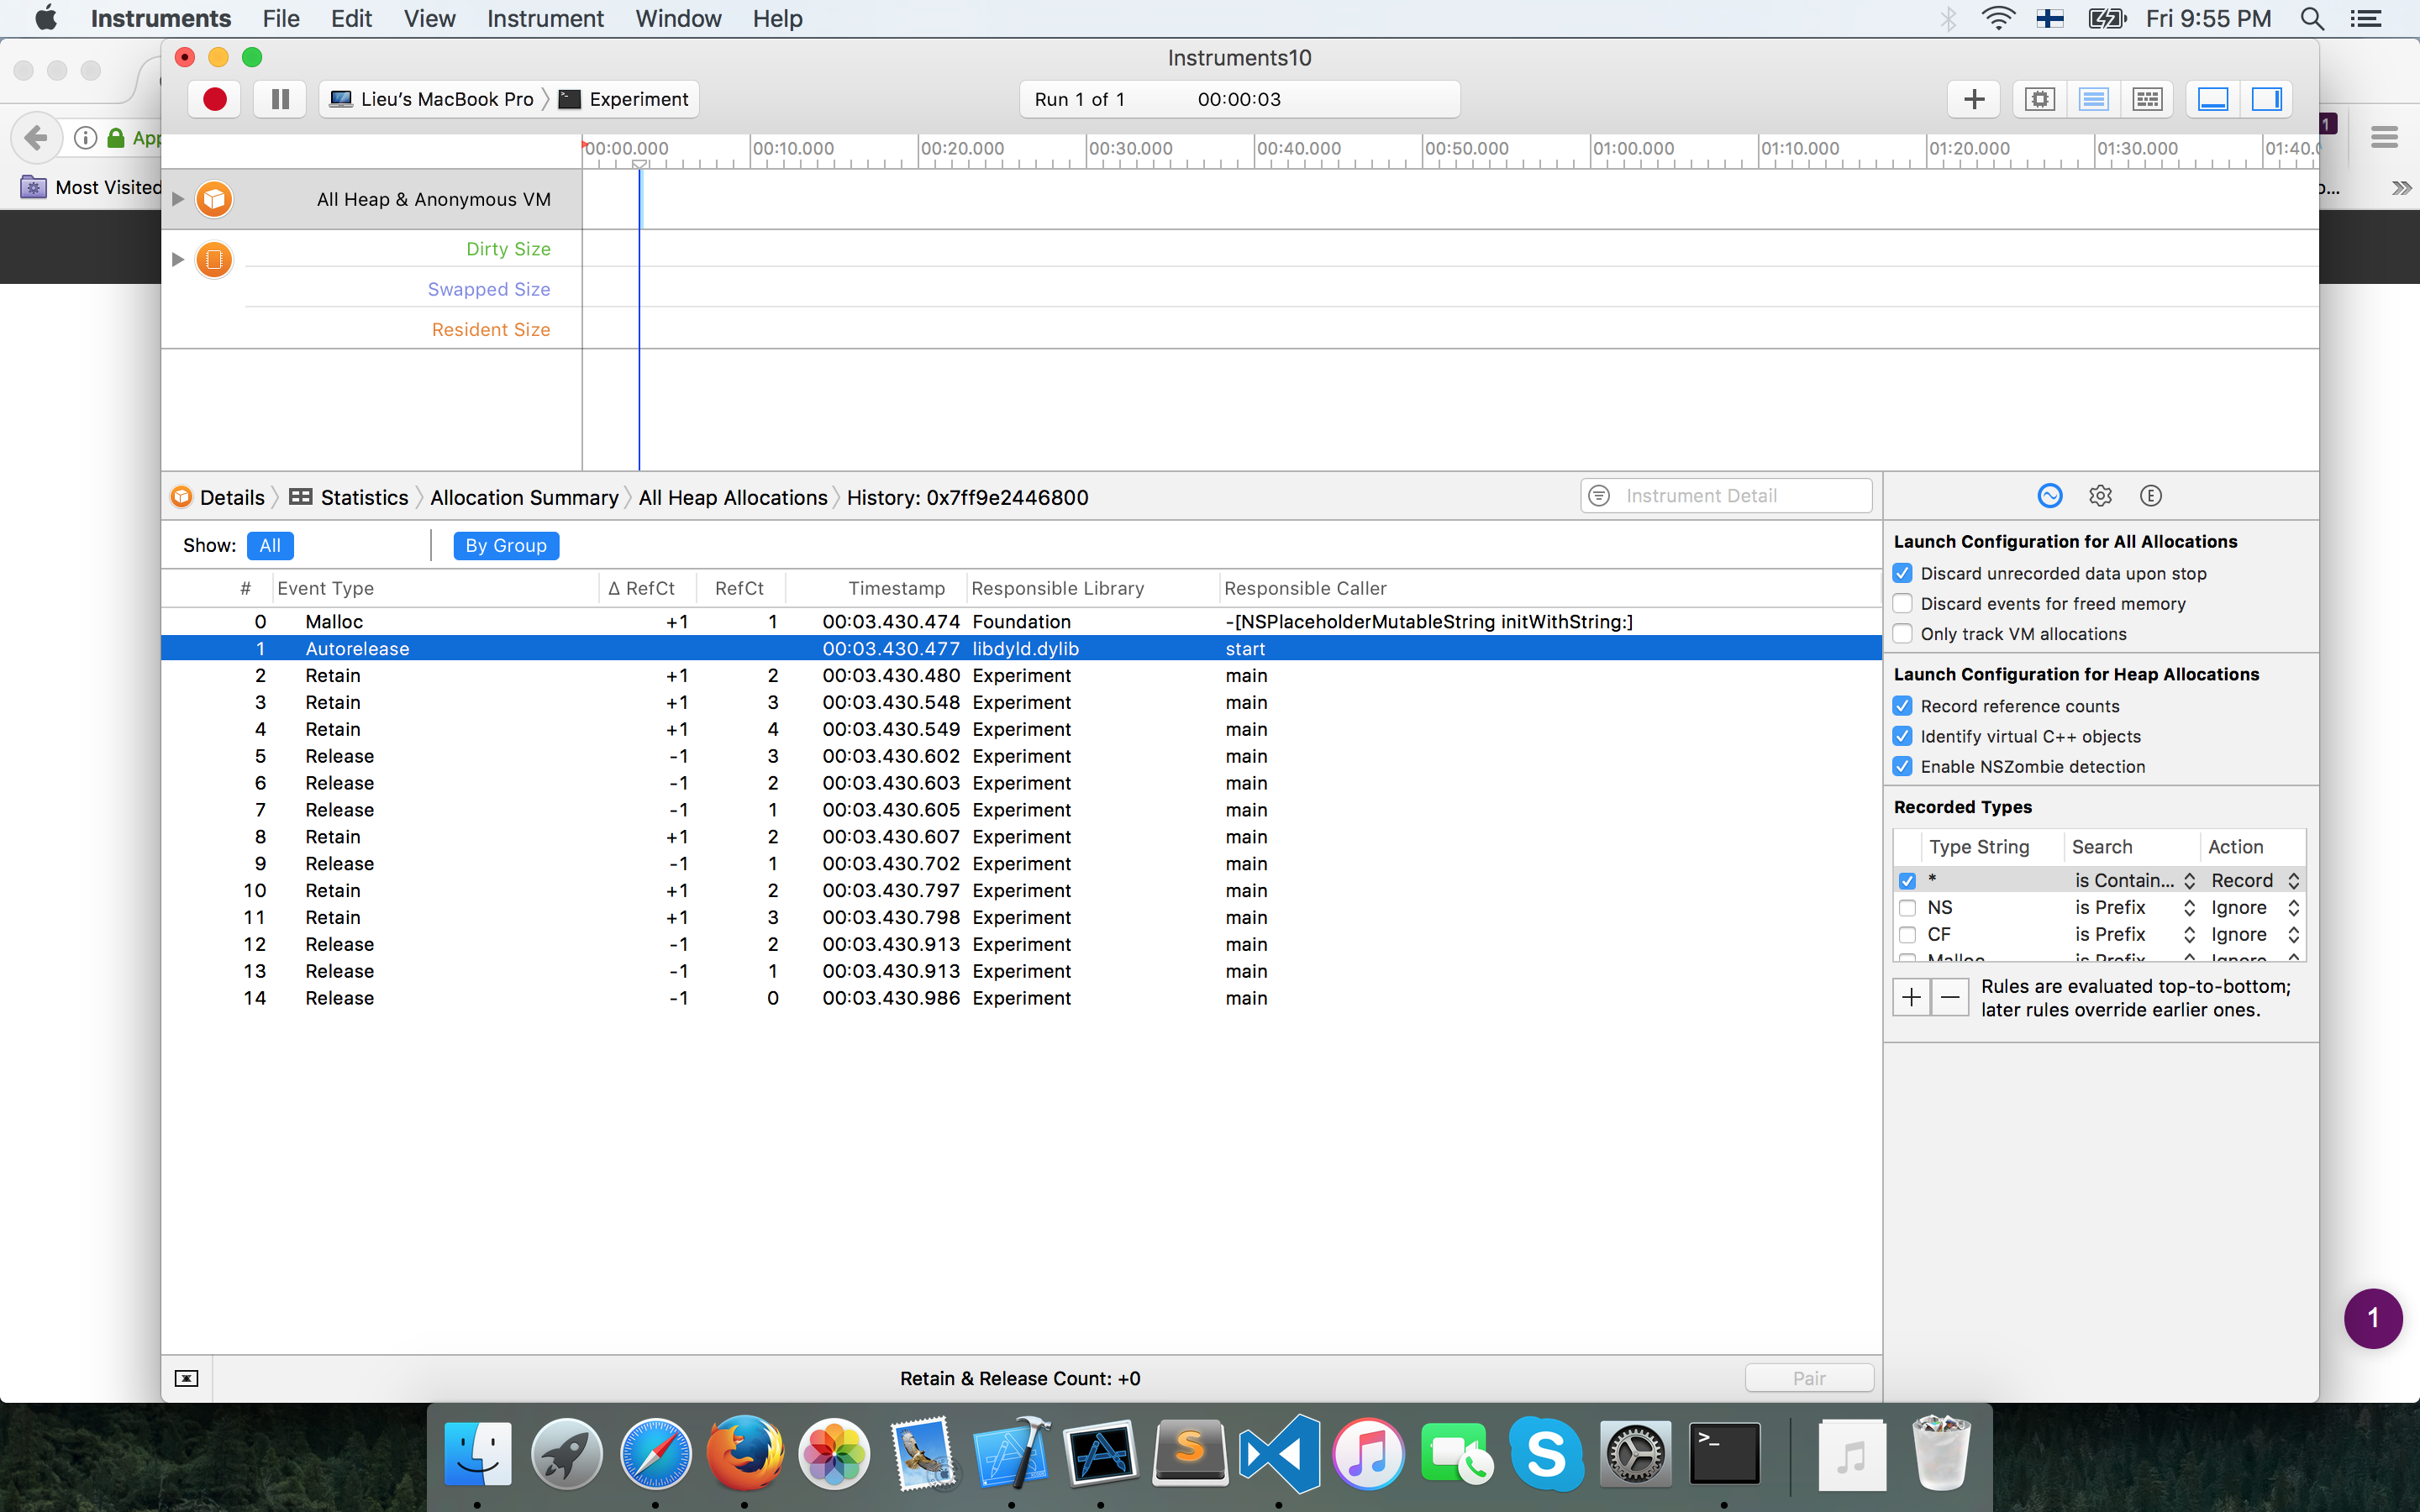 Instruments File Edit View Instrument Window Help Fri 9:55 PM
Instruments10
Lieu's MacBook Pro Experiment Run 1 of 1 00:00:03
App 1
Most Visited
00:00.000 00:10.000 00:20.000 00:30.000 00:40.000 00:50.000 01:00.000 01:10.000 01:20.000 01:30.000 01:40.0
All Heap & Anonymous VM
Dirty Size
Swapped Size
Resident Size
Details Statistics Allocation Summary All Heap Allocations History: 0x7ff9e2446800 Instrument Detail E
Show: All By Group
# Event Type Δ RefCt RefCt Timestamp Responsible Library Responsible Caller
0 Malloc +1 1 00:03.430.474 Foundation -[NSPlaceholderMutableString initWithString:]
1 Autorelease 00:03.430.477 libdyld.dylib start
2 Retain +1 2 00:03.430.480 Experiment main
3 Retain +1 3 00:03.430.548 Experiment main
4 Retain +1 4 00:03.430.549 Experiment main
5 Release -1 3 00:03.430.602 Experiment main
6 Release -1 2 00:03.430.603 Experiment main
7 Release -1 1 00:03.430.605 Experiment main
8 Retain +1 2 00:03.430.607 Experiment main
9 Release -1 1 00:03.430.702 Experiment main
10 Retain +1 2 00:03.430.797 Experiment main
11 Retain +1 3 00:03.430.798 Experiment main
12 Release -1 2 00:03.430.913 Experiment main
13 Release -1 1 00:03.430.913 Experiment main
14 Release -1 0 00:03.430.986 Experiment main
Launch Configuration for All Allocations
Discard unrecorded data upon stop
Discard events for freed memory
Only track VM allocations
Launch Configuration for Heap Allocations
Record reference counts
Identify virtual C++ objects
Enable NSZombie detection
Recorded Types
Type String Search Action
* is Contain... Record
NS is Prefix Ignore
CF is Prefix Ignore
Malloc is Prefix Ignore
Rules are evaluated top-to-bottom;
later rules override earlier ones.
1
Retain & Release Count: +0 Pair